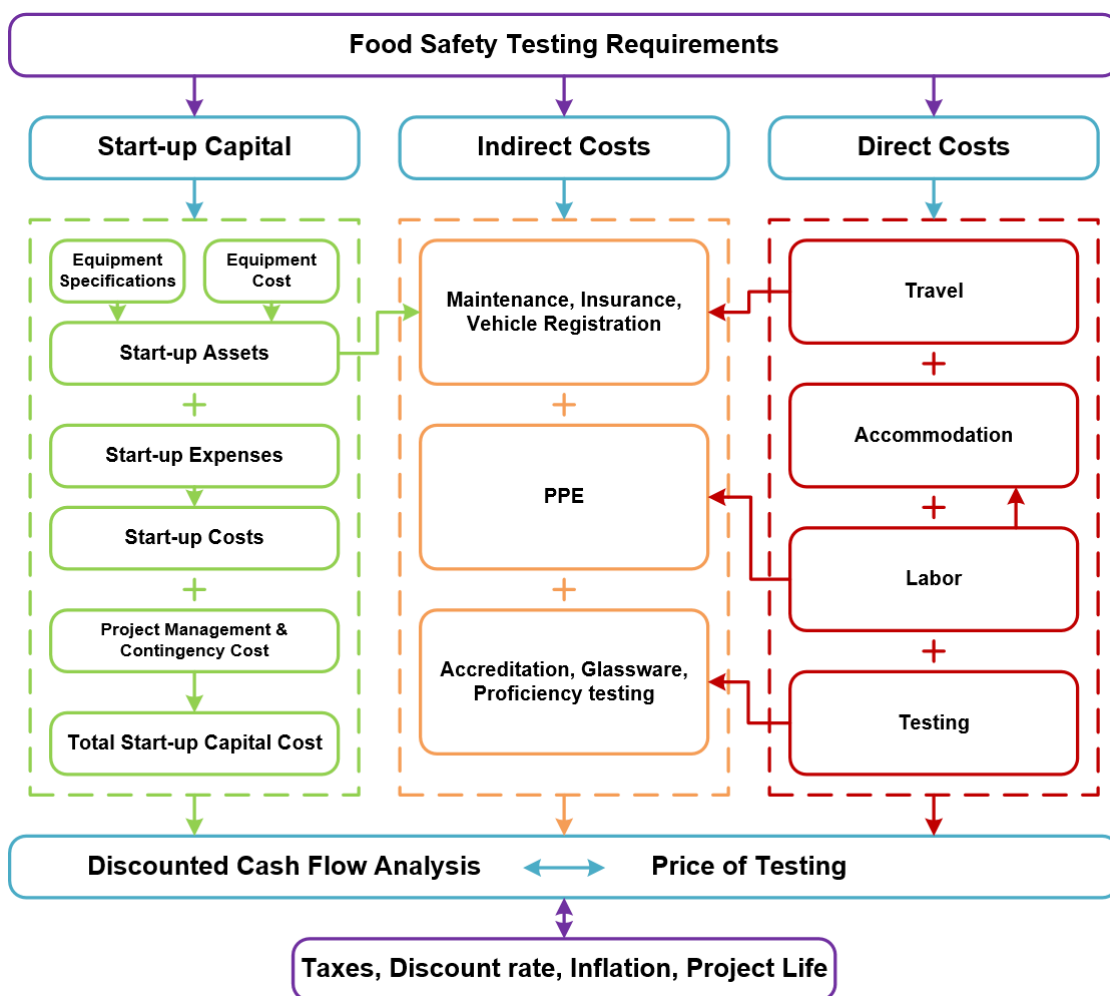 Food Safety Testing Requirements
Start-up Capital
Indirect Costs
Direct Costs
Equipment
Specifications
Equipment
Cost
Start-up Assets
+
Start-up Expenses
Start-up Costs
+
Project Management &
Contingency Cost
Total Start-up Capital Cost
Maintenance, Insurance,
Vehicle Registration
+
PPE
+
Accreditation, Glassware,
Proficiency testing
Travel
+
Accommodation
+
Labor
+
Testing
Discounted Cash Flow Analysis
Price of Testing
Taxes, Discount rate, Inflation, Project Life